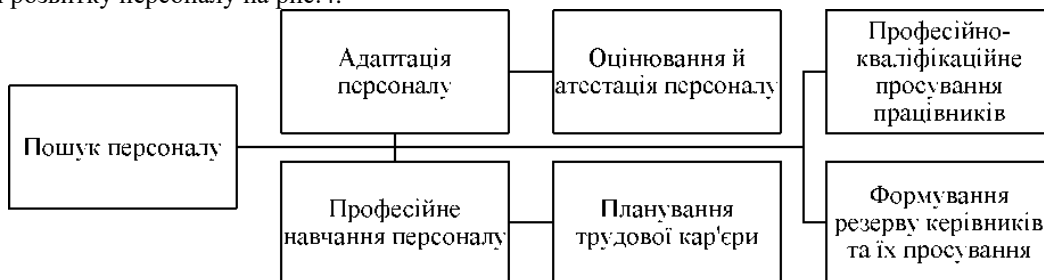 розвитку персоналу на рис.4.
Адаптація
персоналу
Оцінювання й
атестація персоналу
Професійно-
кваліфікаційне
просування
працівників
Пошук персоналу
Професійне
навчання персоналу
Планування
трудової кар'єри
Формування
резерву керівників
та їх просування